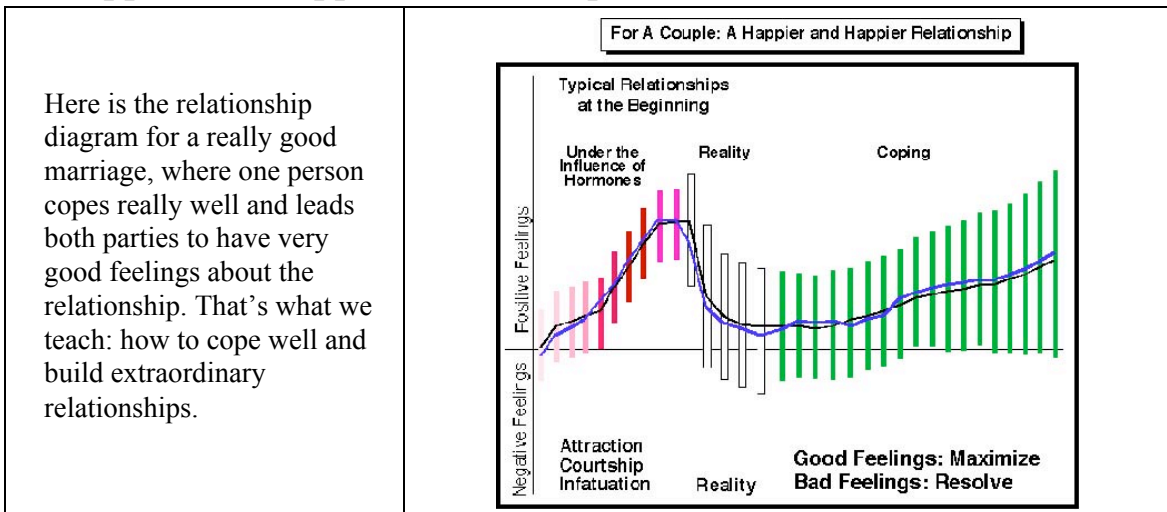 Here is the relationship
diagram for a really good
marriage, where one person
copes really well and leads
both parties to have very
good feelings about the
relationship. That’s what we
teach: how to cope well and
build extraordinary
relationships.
For A Couple: A Happier and Happier Relationship
Typical Relationships
at the Beginning
Under the
Influence of
Hormones
Reality
Coping
Positive Feelings
Negative Feelings
Attraction
Courtship
Infatuation
Reality
Good Feelings: Maximize
Bad Feelings: Resolve